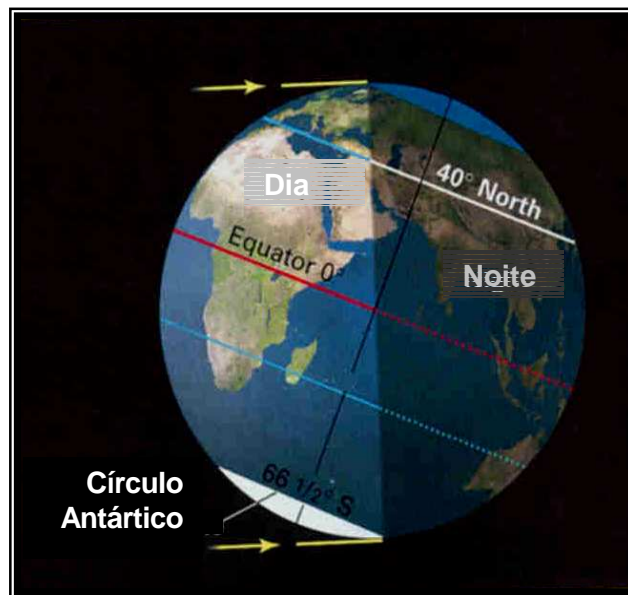 Dia
40° North
Equator 0°
Noite
66 1/2° S
Círculo
Antártico